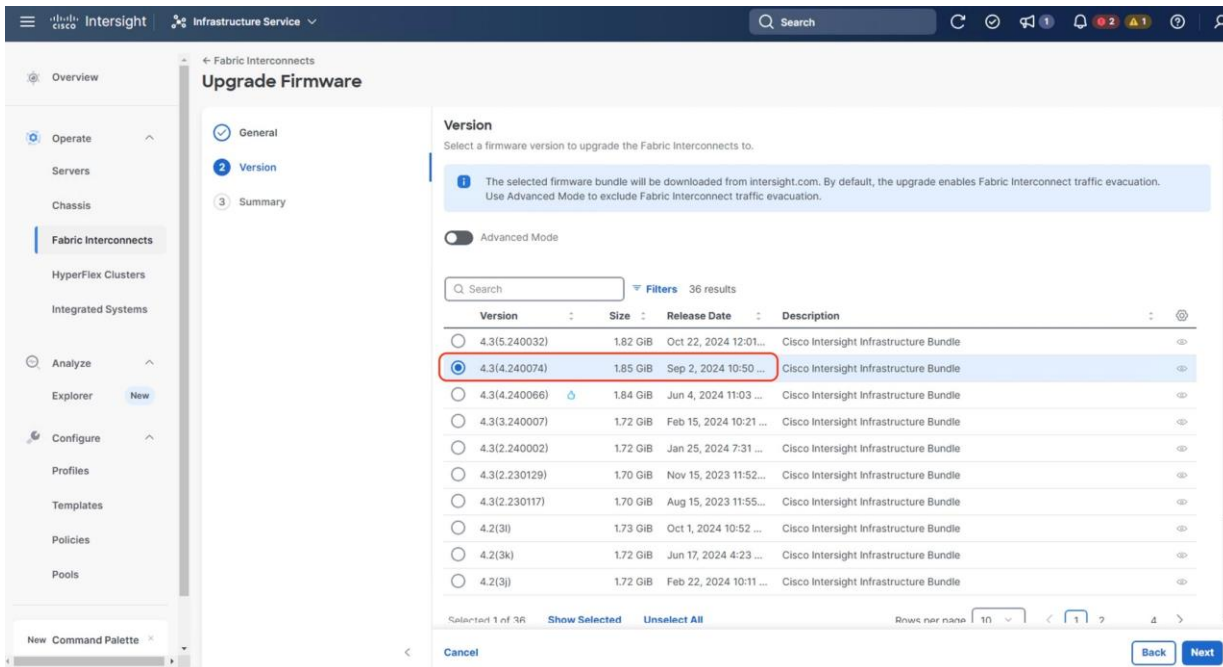 CISCO Intersight Infrastructure Service Search 1 2 1
Overview
Operate
Servers
Chassis
Fabric Interconnects
HyperFlex Clusters
Integrated Systems
Analyze
Explorer New
Configure
Profiles
Templates
Policies
Pools
New Command Palette ×
← Fabric Interconnects
Upgrade Firmware
General
2 Version
3 Summary
Version
Select a firmware version to upgrade the Fabric Interconnects to.
The selected firmware bundle will be downloaded from intersight.com. By default, the upgrade enables Fabric Interconnect traffic evacuation.
Use Advanced Mode to exclude Fabric Interconnect traffic evacuation.
Advanced Mode
Search Filters 36 results
Version Size Release Date Description
4.3(5.240032) 1.82 GiB Oct 22, 2024 12:01... Cisco Intersight Infrastructure Bundle
4.3(4.240074) 1.85 GiB Sep 2, 2024 10:50 ... Cisco Intersight Infrastructure Bundle
4.3(4.240066) 1.84 GiB Jun 4, 2024 11:03 ... Cisco Intersight Infrastructure Bundle
4.3(3.240007) 1.72 GiB Feb 15, 2024 10:21 ... Cisco Intersight Infrastructure Bundle
4.3(2.240002) 1.72 GiB Jan 25, 2024 7:31 ... Cisco Intersight Infrastructure Bundle
4.3(2.230129) 1.70 GiB Nov 15, 2023 11:52... Cisco Intersight Infrastructure Bundle
4.3(2.230117) 1.70 GiB Aug 15, 2023 11:55... Cisco Intersight Infrastructure Bundle
4.2(3l) 1.73 GiB Oct 1, 2024 10:52 ... Cisco Intersight Infrastructure Bundle
4.2(3k) 1.72 GiB Jun 17, 2024 4:23 ... Cisco Intersight Infrastructure Bundle
4.2(3j) 1.72 GiB Feb 22, 2024 10:11 ... Cisco Intersight Infrastructure Bundle
Selected 1 of 36 Show Selected Unselect All Rows per page 10 1 2 4
Cancel Back Next